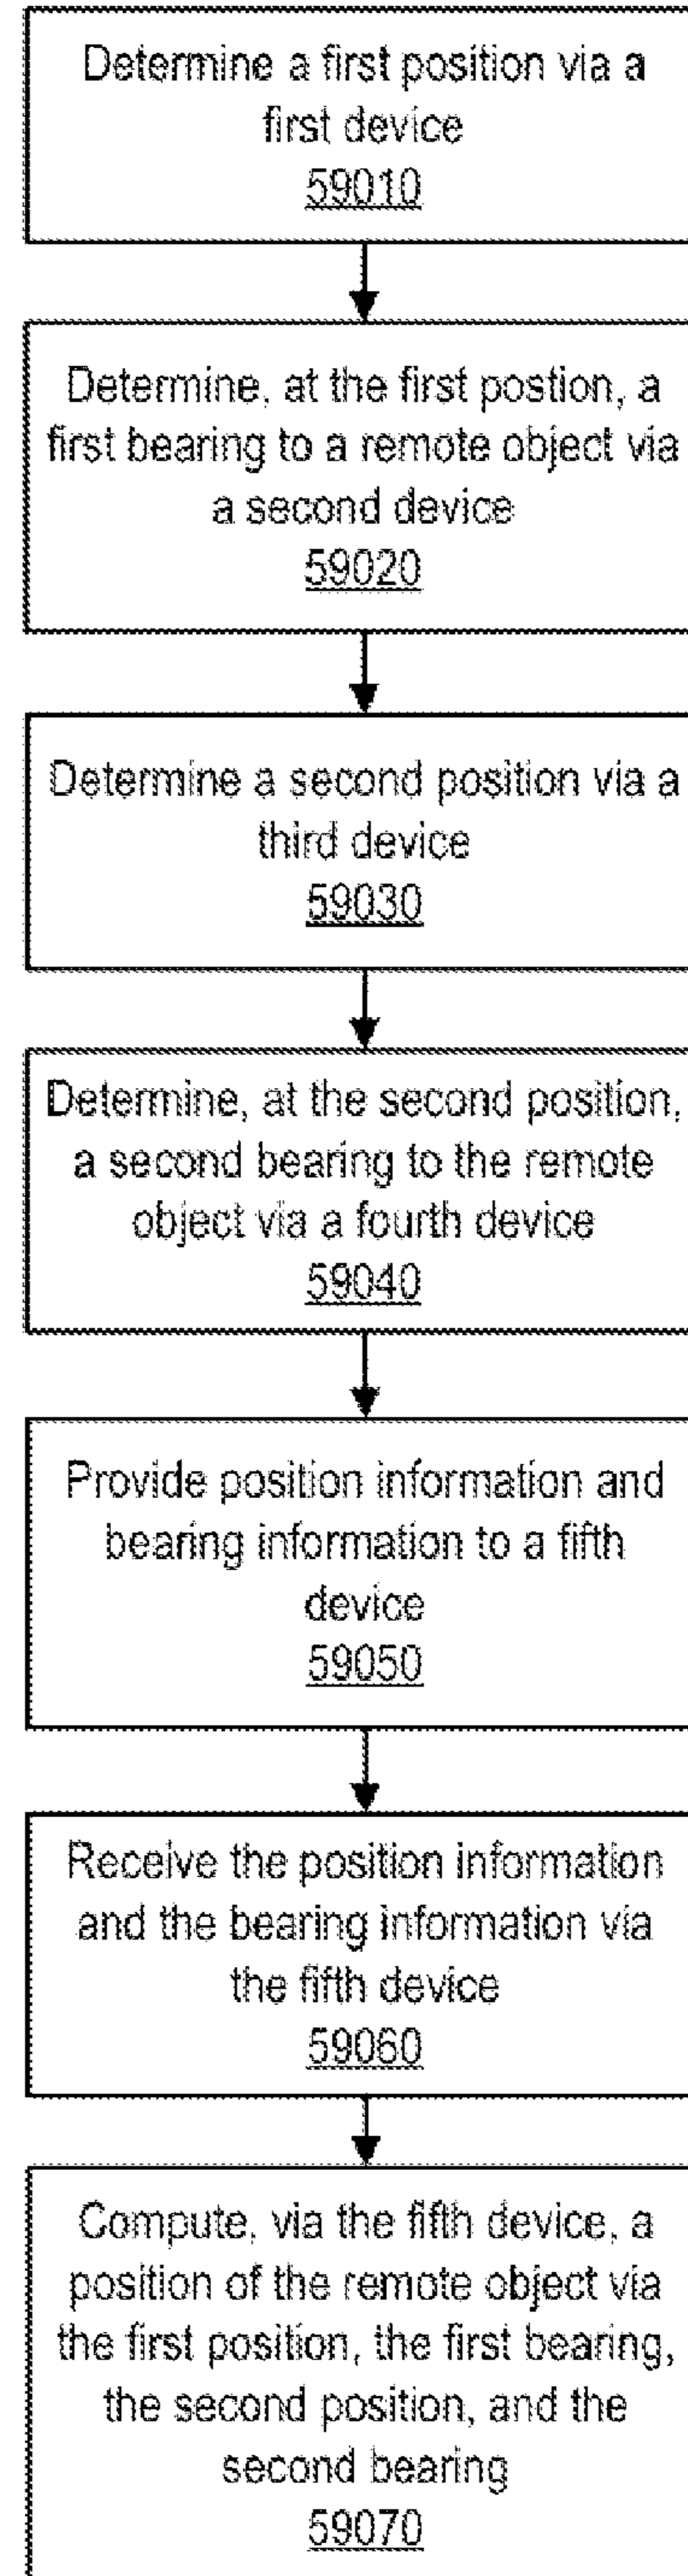 Determine a first position via a
first device
59010
Determine, at the first postion, a
first bearing to a remote object via
a second device
59020
Determine a second position via a
third device
59030
Determine, at the second position,
a second bearing to the remote
object via a fourth device
59040
Provide position information and
bearing information to a fifth
device
59050
Receive the position information
and the bearing information via
the fifth device
59060
Compute, via the fifth device, a
position of the remote object via
the first position, the first bearing,
the second position, and the
second bearing
59070